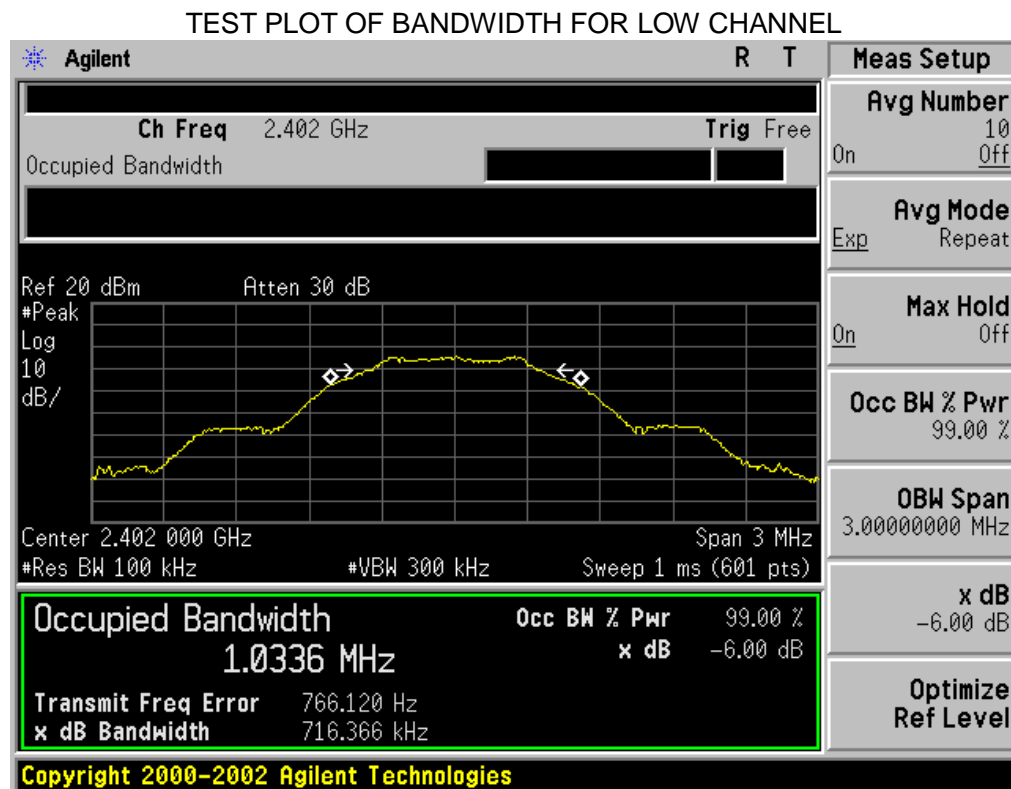 TEST PLOT OF BANDWIDTH FOR LOW CHANNEL
Agilent R T
Ch Freq 2.402 GHz Trig Free
Occupied Bandwidth
Ref 20 dBm Atten 30 dB
#Peak
Log
10
dB/
Center 2.402 000 GHz Span 3 MHz
#Res BW 100 kHz #VBW 300 kHz Sweep 1 ms (601 pts)
Occupied Bandwidth Occ BW % Pwr 99.00 %
1.0336 MHz x dB -6.00 dB
Transmit Freq Error 766.120 Hz
x dB Bandwidth 716.366 kHz
Copyright 2000-2002 Agilent Technologies
Meas Setup
Avg Number
10
On Off
Avg Mode
Exp Repeat
Max Hold
On Off
Occ BW % Pwr
99.00 %
OBW Span
3.00000000 MHz
x dB
-6.00 dB
Optimize
Ref Level